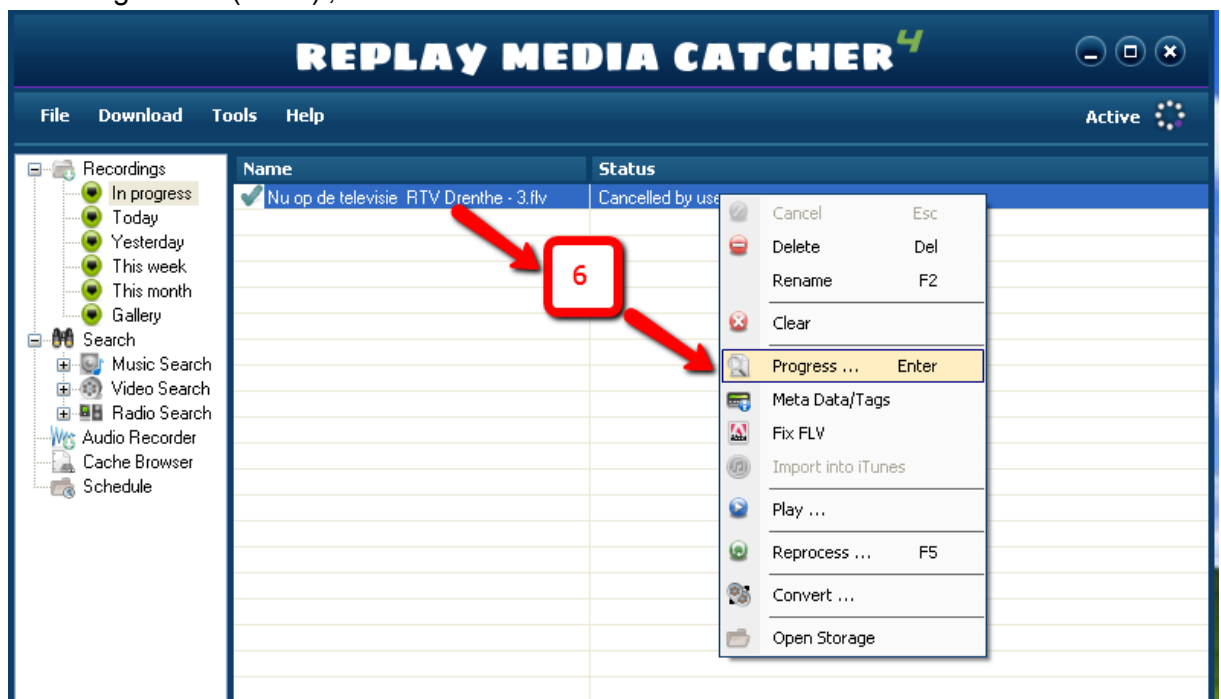 REPLAY MEDIA CATCHER 4
File Download Tools Help Active
Recordings
In progress
Today
Yesterday
This week
This month
Gallery
Search
Music Search
Video Search
Radio Search
Audio Recorder
Cache Browser
Schedule
Name Status
Nu op de televisie RTV Drenthe - 3.flv Cancelled by use
6
Cancel Esc
Delete Del
Rename F2
Clear
Progress ... Enter
Meta Data/Tags
Fix FLV
Import into iTunes
Play ...
Reprocess ... F5
Convert ...
Open Storage